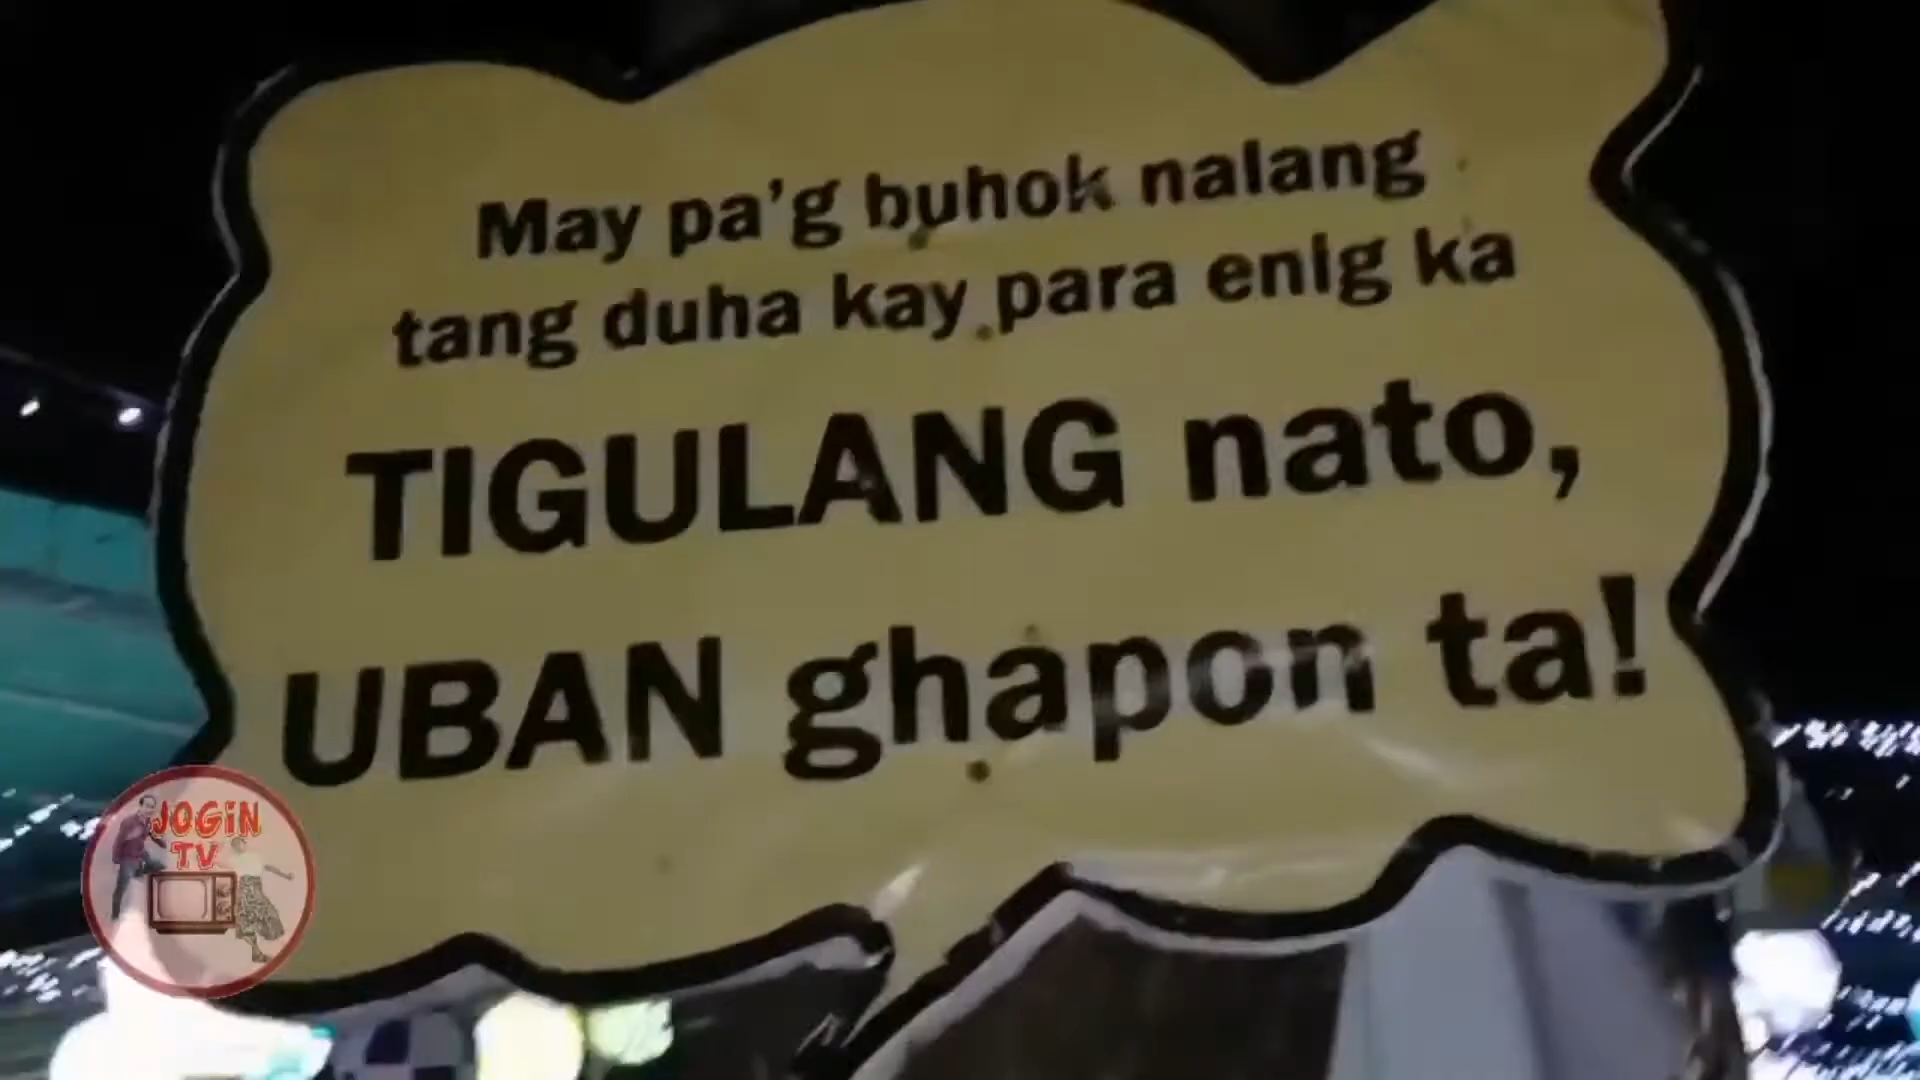 May pa'g buhok nalang
tang duha kay para enig ka
TIGULANG nato,
UBAN ghapon ta!
JOGiN
TV